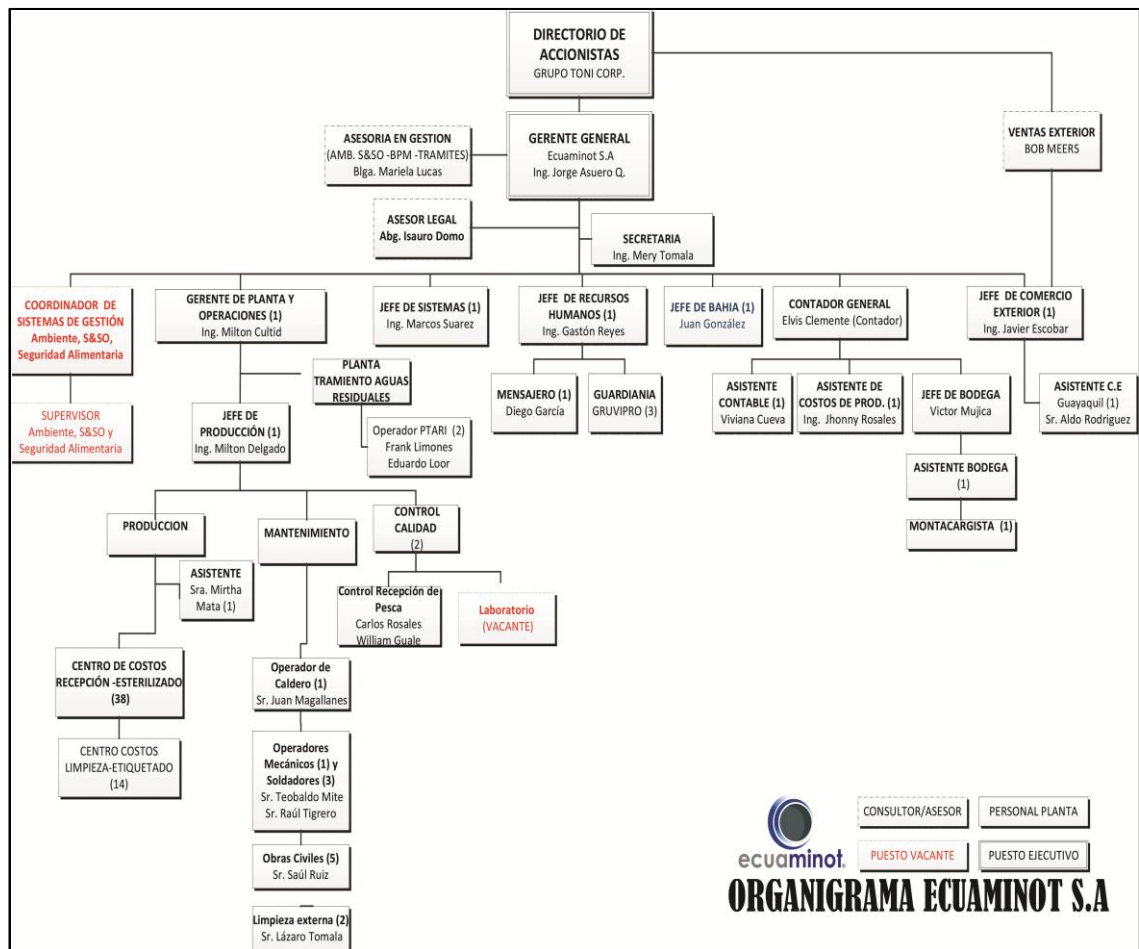 DIRECTORIO DE
ACCIONISTAS
GRUPO TONI CORP.
ASESORIA EN GESTION
(AMB. S&SO -BPM -TRAMITES)
Blga. Mariela Lucas
GERENTE GENERAL
Ecuaminot S.A
Ing. Jorge Asuero Q.
VENTAS EXTERIOR
BOB MEERS
ASESOR LEGAL
Abg. Isauro Domo
SECRETARIA
Ing. Mery Tomala
COORDINADOR DE
SISTEMAS DE GESTIÓN
Ambiente, S&SO,
Seguridad Alimentaria
GERENTE DE PLANTA Y
OPERACIONES (1)
Ing. Milton Cultid
JEFE DE SISTEMAS (1)
Ing. Marcos Suarez
JEFE DE RECURSOS
HUMANOS (1)
Ing. Gastón Reyes
JEFE DE BAHIA (1)
Juan González
CONTADOR GENERAL
Elvis Clemente (Contador)
JEFE DE COMERCIO
EXTERIOR (1)
Ing. Javier Escobar
SUPERVISOR
Ambiente, S&SO y
Seguridad Alimentaria
PLANTA
TRAMIENTO AGUAS
RESIDUALES
JEFE DE
PRODUCCIÓN (1)
Ing. Milton Delgado
Operador PTARI (2)
Frank Limones
Eduardo Loor
MENSAJERO (1)
Diego García
GUARDIANIA
GRUVIPRO (3)
ASISTENTE
CONTABLE (1)
Viviana Cueva
ASISTENTE DE
COSTOS DE PROD. (1)
Ing. Jhonny Rosales
JEFE DE BODEGA
Victor Mujica
ASISTENTE C.E
Guayaquil (1)
Sr. Aldo Rodriguez
ASISTENTE BODEGA
(1)
MONTACARGISTA (1)
PRODUCCION
MANTENIMIENTO
CONTROL
CALIDAD
(2)
ASISTENTE
Sra. Mirtha
Mata (1)
Control Recepción de
Pesca
Carlos Rosales
William Guale
Laboratorio
(VACANTE)
CENTRO DE COSTOS
RECEPCIÓN -ESTERILIZADO
(38)
Operador de
Caldero (1)
Sr. Juan Magallanes
CENTRO COSTOS
LIMPIEZA-ETIQUETADO
(14)
Operadores
Mecánicos (1) y
Soldadores (3)
Sr. Teobaldo Mite
Sr. Raúl Tigrero
Obras Civiles (5)
Sr. Saúl Ruiz
Limpieza externa (2)
Sr. Lázaro Tomala
ecuaminot.
CONSULTOR/ASESOR
PERSONAL PLANTA
PUESTO VACANTE
PUESTO EJECUTIVO
ORGANIGRAMA ECUAMINOT S.A